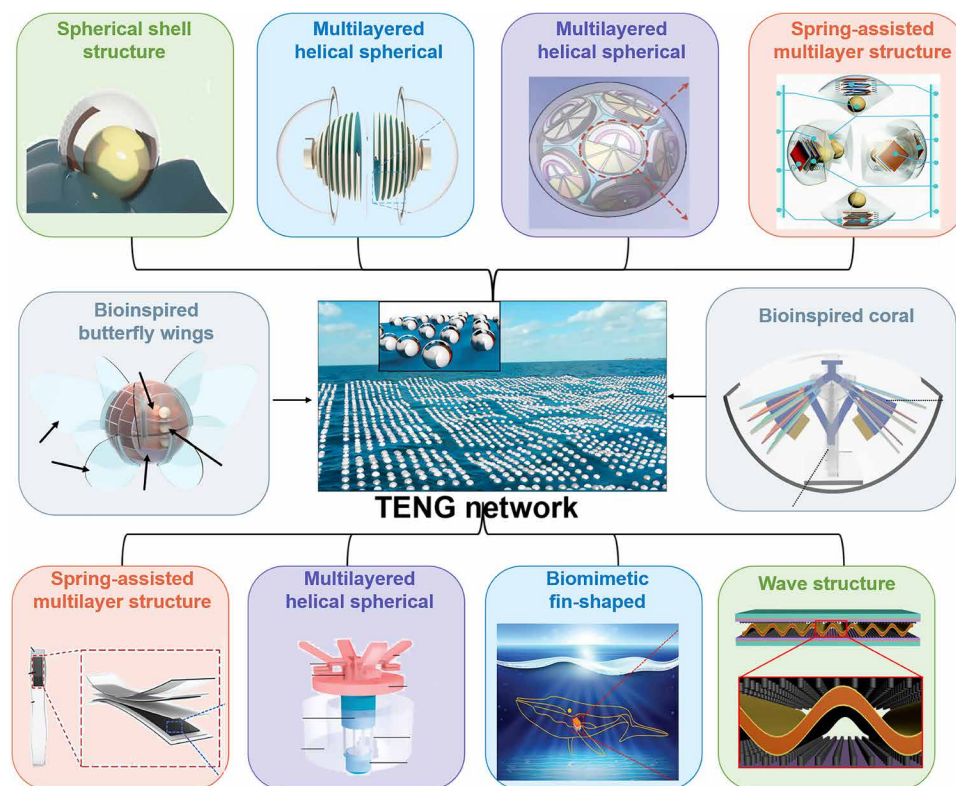 Spherical shell
structure
Multilayered
helical spherical
Multilayered
helical spherical
Spring-assisted
multilayer structure
Bioinspired
butterfly wings
Bioinspired coral
TENG network
Spring-assisted
multilayer structure
Multilayered
helical spherical
Biomimetic
fin-shaped
Wave structure